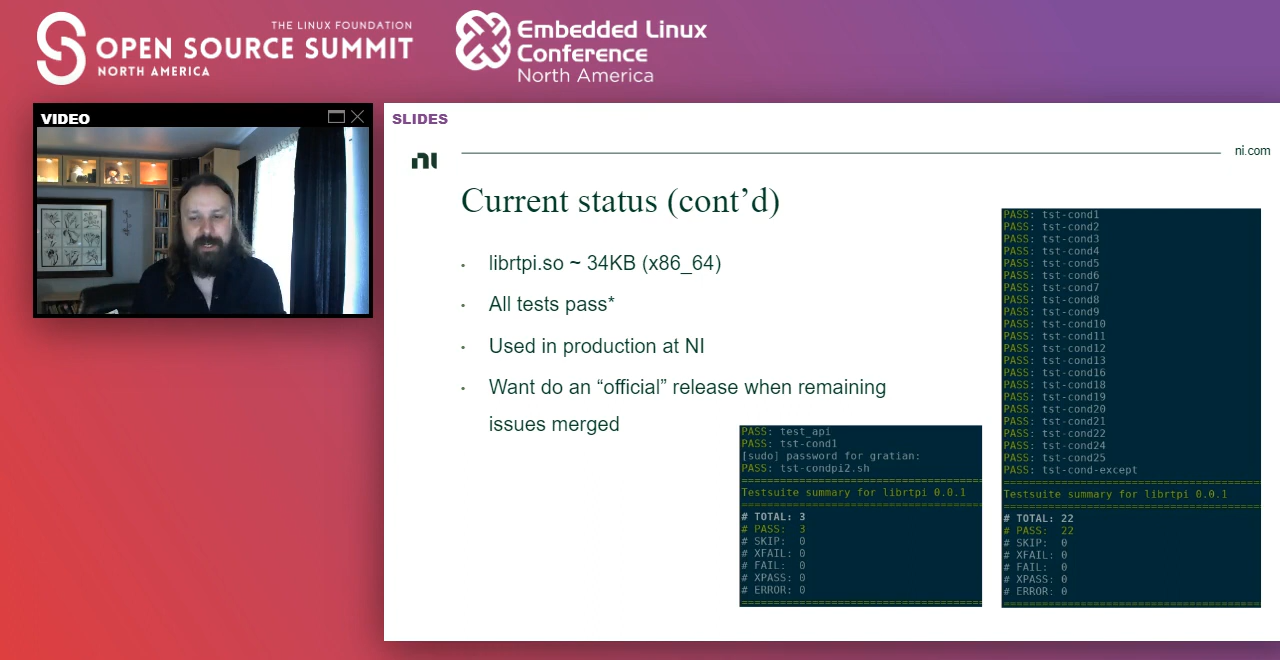 THE LINUX FOUNDATION
OPEN SOURCE SUMMIT
NORTH AMERICA
Embedded Linux
Conference
North America
VIDEO
SLIDES
ni
ni.com
Current status (cont’d)
· librtpi.so ~ 34KB (x86_64)
· All tests pass*
· Used in production at NI
· Want do an “official” release when remaining
issues merged
PASS: test_api
PASS: tst-cond1
[sudo] password for gratian:
PASS: tst-condpi2.sh
Testsuite summary for librtpi 0.0.1
# TOTAL: 3
# PASS: 3
# SKIP: 0
# XFAIL: 0
# FAIL: 0
# XPASS: 0
# ERROR: 0
PASS: tst-cond1
PASS: tst-cond2
PASS: tst-cond3
PASS: tst-cond4
PASS: tst-cond5
PASS: tst-cond6
PASS: tst-cond7
PASS: tst-cond8
PASS: tst-cond9
PASS: tst-cond10
PASS: tst-cond11
PASS: tst-cond12
PASS: tst-cond13
PASS: tst-cond16
PASS: tst-cond18
PASS: tst-cond19
PASS: tst-cond20
PASS: tst-cond21
PASS: tst-cond22
PASS: tst-cond24
PASS: tst-cond25
PASS: tst-cond-except
Testsuite summary for librtpi 0.0.1
# TOTAL: 22
# PASS: 22
# SKIP: 0
# XFAIL: 0
# FAIL: 0
# XPASS: 0
# ERROR: 0